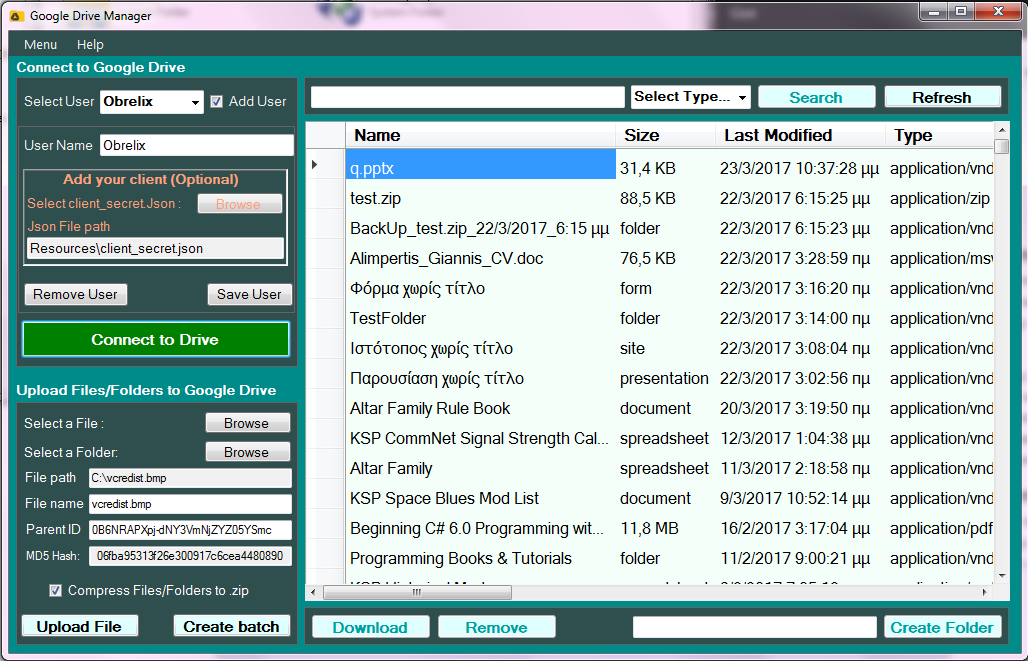 Google Drive Manager
Menu Help
Connect to Google Drive
Select User Obrelix Add User
User Name Obrelix
Add your client (Optional)
Select client_secret.Json : Browse
Json File path
Resources\client_secret.json
Remove User Save User
Connect to Drive
Upload Files/Folders to Google Drive
Select a File : Browse
Select a Folder: Browse
File path C:\vcredist.bmp
File name vcredist.bmp
Parent ID 0B6NRAPXpj-dNY3VmNjZYZ05YSmc
MD5 Hash: 06fba95313f26e300917c6cea4480890
Compress Files/Folders to .zip
Upload File Create batch
Select Type... Search Refresh
Name Size Last Modified Type
q.pptx 31,4 KB 23/3/2017 10:37:28 μμ application/vnd
test.zip 88,5 KB 22/3/2017 6:15:25 μμ application/zip
BackUp_test.zip_22/3/2017_6:15 μμ folder 22/3/2017 6:15:23 μμ application/vnd
Alimpertis_Giannis_CV.doc 76,5 KB 22/3/2017 3:28:59 πμ application/msw
Φόρμα χωρίς τίτλο form 22/3/2017 3:16:20 πμ application/vnd
TestFolder folder 22/3/2017 3:14:00 πμ application/vnd
Ιστότοπος χωρίς τίτλο site 22/3/2017 3:08:04 πμ application/vnd
Παρουσίαση χωρίς τίτλο presentation 22/3/2017 3:02:56 πμ application/vnd
Altar Family Rule Book document 20/3/2017 3:19:50 πμ application/vnd
KSP CommNet Signal Strength Cal... spreadsheet 12/3/2017 1:04:38 μμ application/vnd
Altar Family spreadsheet 11/3/2017 2:18:58 πμ application/vnd
KSP Space Blues Mod List document 9/3/2017 10:52:14 μμ application/vnd
Beginning C# 6.0 Programming wit... 11,8 MB 16/2/2017 3:17:04 μμ application/pdf
Programming Books & Tutorials folder 11/2/2017 9:00:21 μμ application/vnd
Download Remove Create Folder